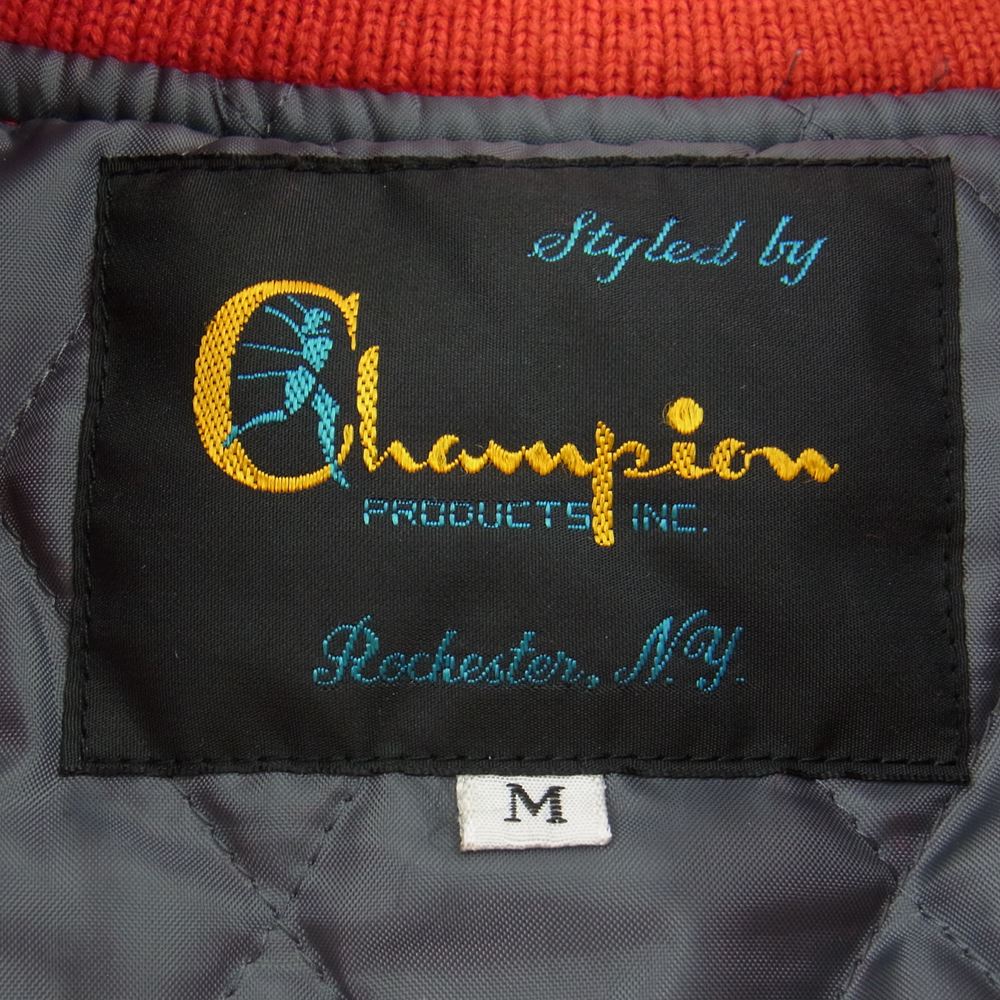 Styled by
Champion
PRODUCTS INC.
Rochester, N.Y.
M